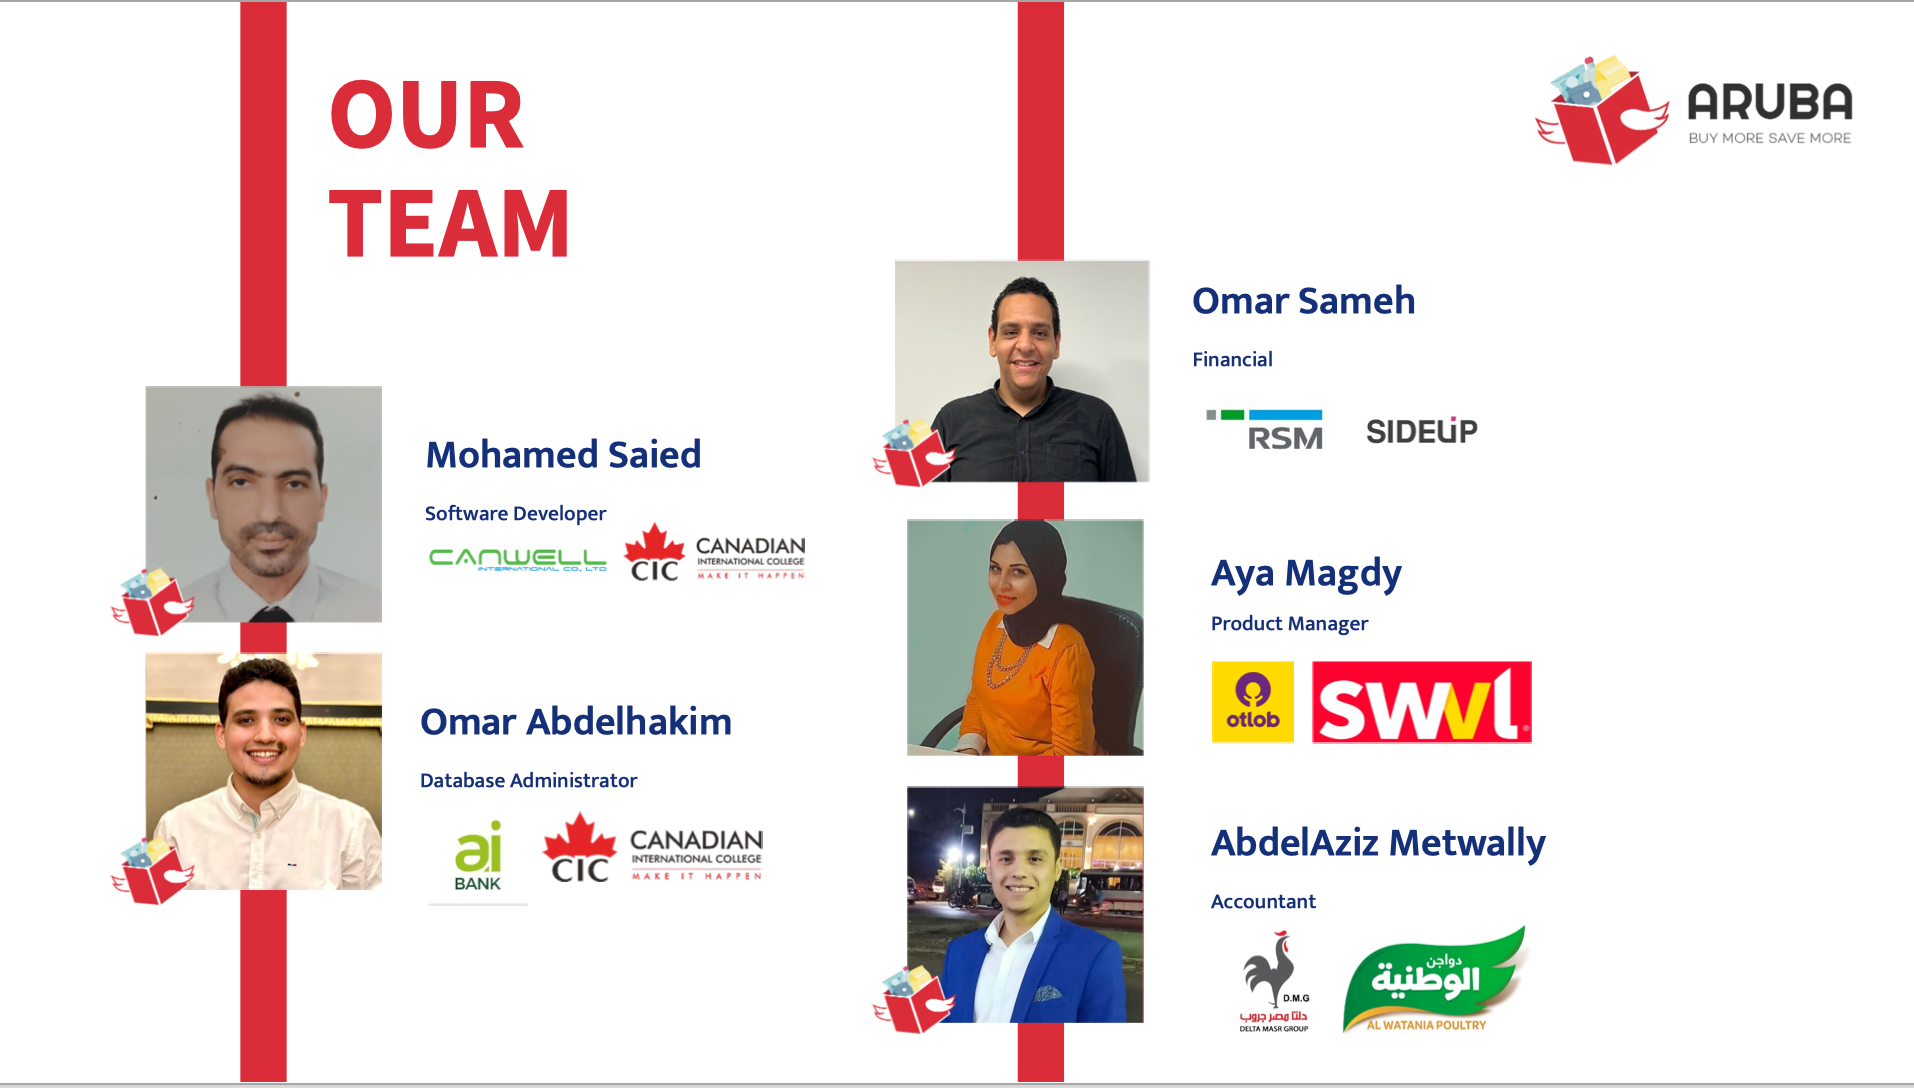 OUR
TEAM
ARUBA
BUY MORE SAVE MORE
Mohamed Saied
Software Developer
CANWELL
INTERNATIONAL CO., LTD
CIC
CANADIAN
INTERNATIONAL COLLEGE
MAKE IT HAPPEN
Omar Abdelhakim
Database Administrator
ai
BANK
CIC
CANADIAN
INTERNATIONAL COLLEGE
MAKE IT HAPPEN
Omar Sameh
Financial
RSM
SIDEUP
Aya Magdy
Product Manager
otlob
SWVL
AbdelAziz Metwally
Accountant
D.M.G
دلتا مصر جروب
DELTA MASR GROUP
دواجن
الوطنية
AL WATANIA POULTRY